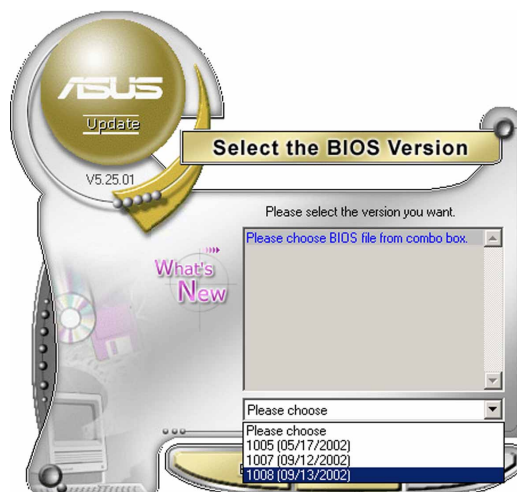 ASUS
Update
V5.25.01
Select the BIOS Version
Please select the version you want.
Please choose BIOS file from combo box.
What's
New
Please choose
Please choose
1005 (05/17/2002)
1007 (09/12/2002)
1008 (09/13/2002)